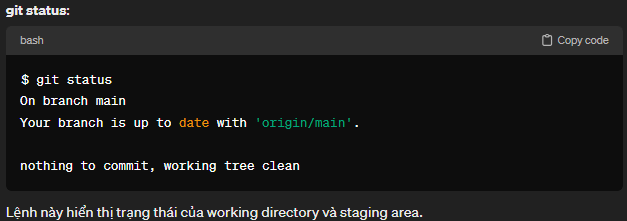 git status:
bash
Copy code
$ git status
On branch main
Your branch is up to date with 'origin/main'.
nothing to commit, working tree clean
Lệnh này hiển thị trạng thái của working directory và staging area.